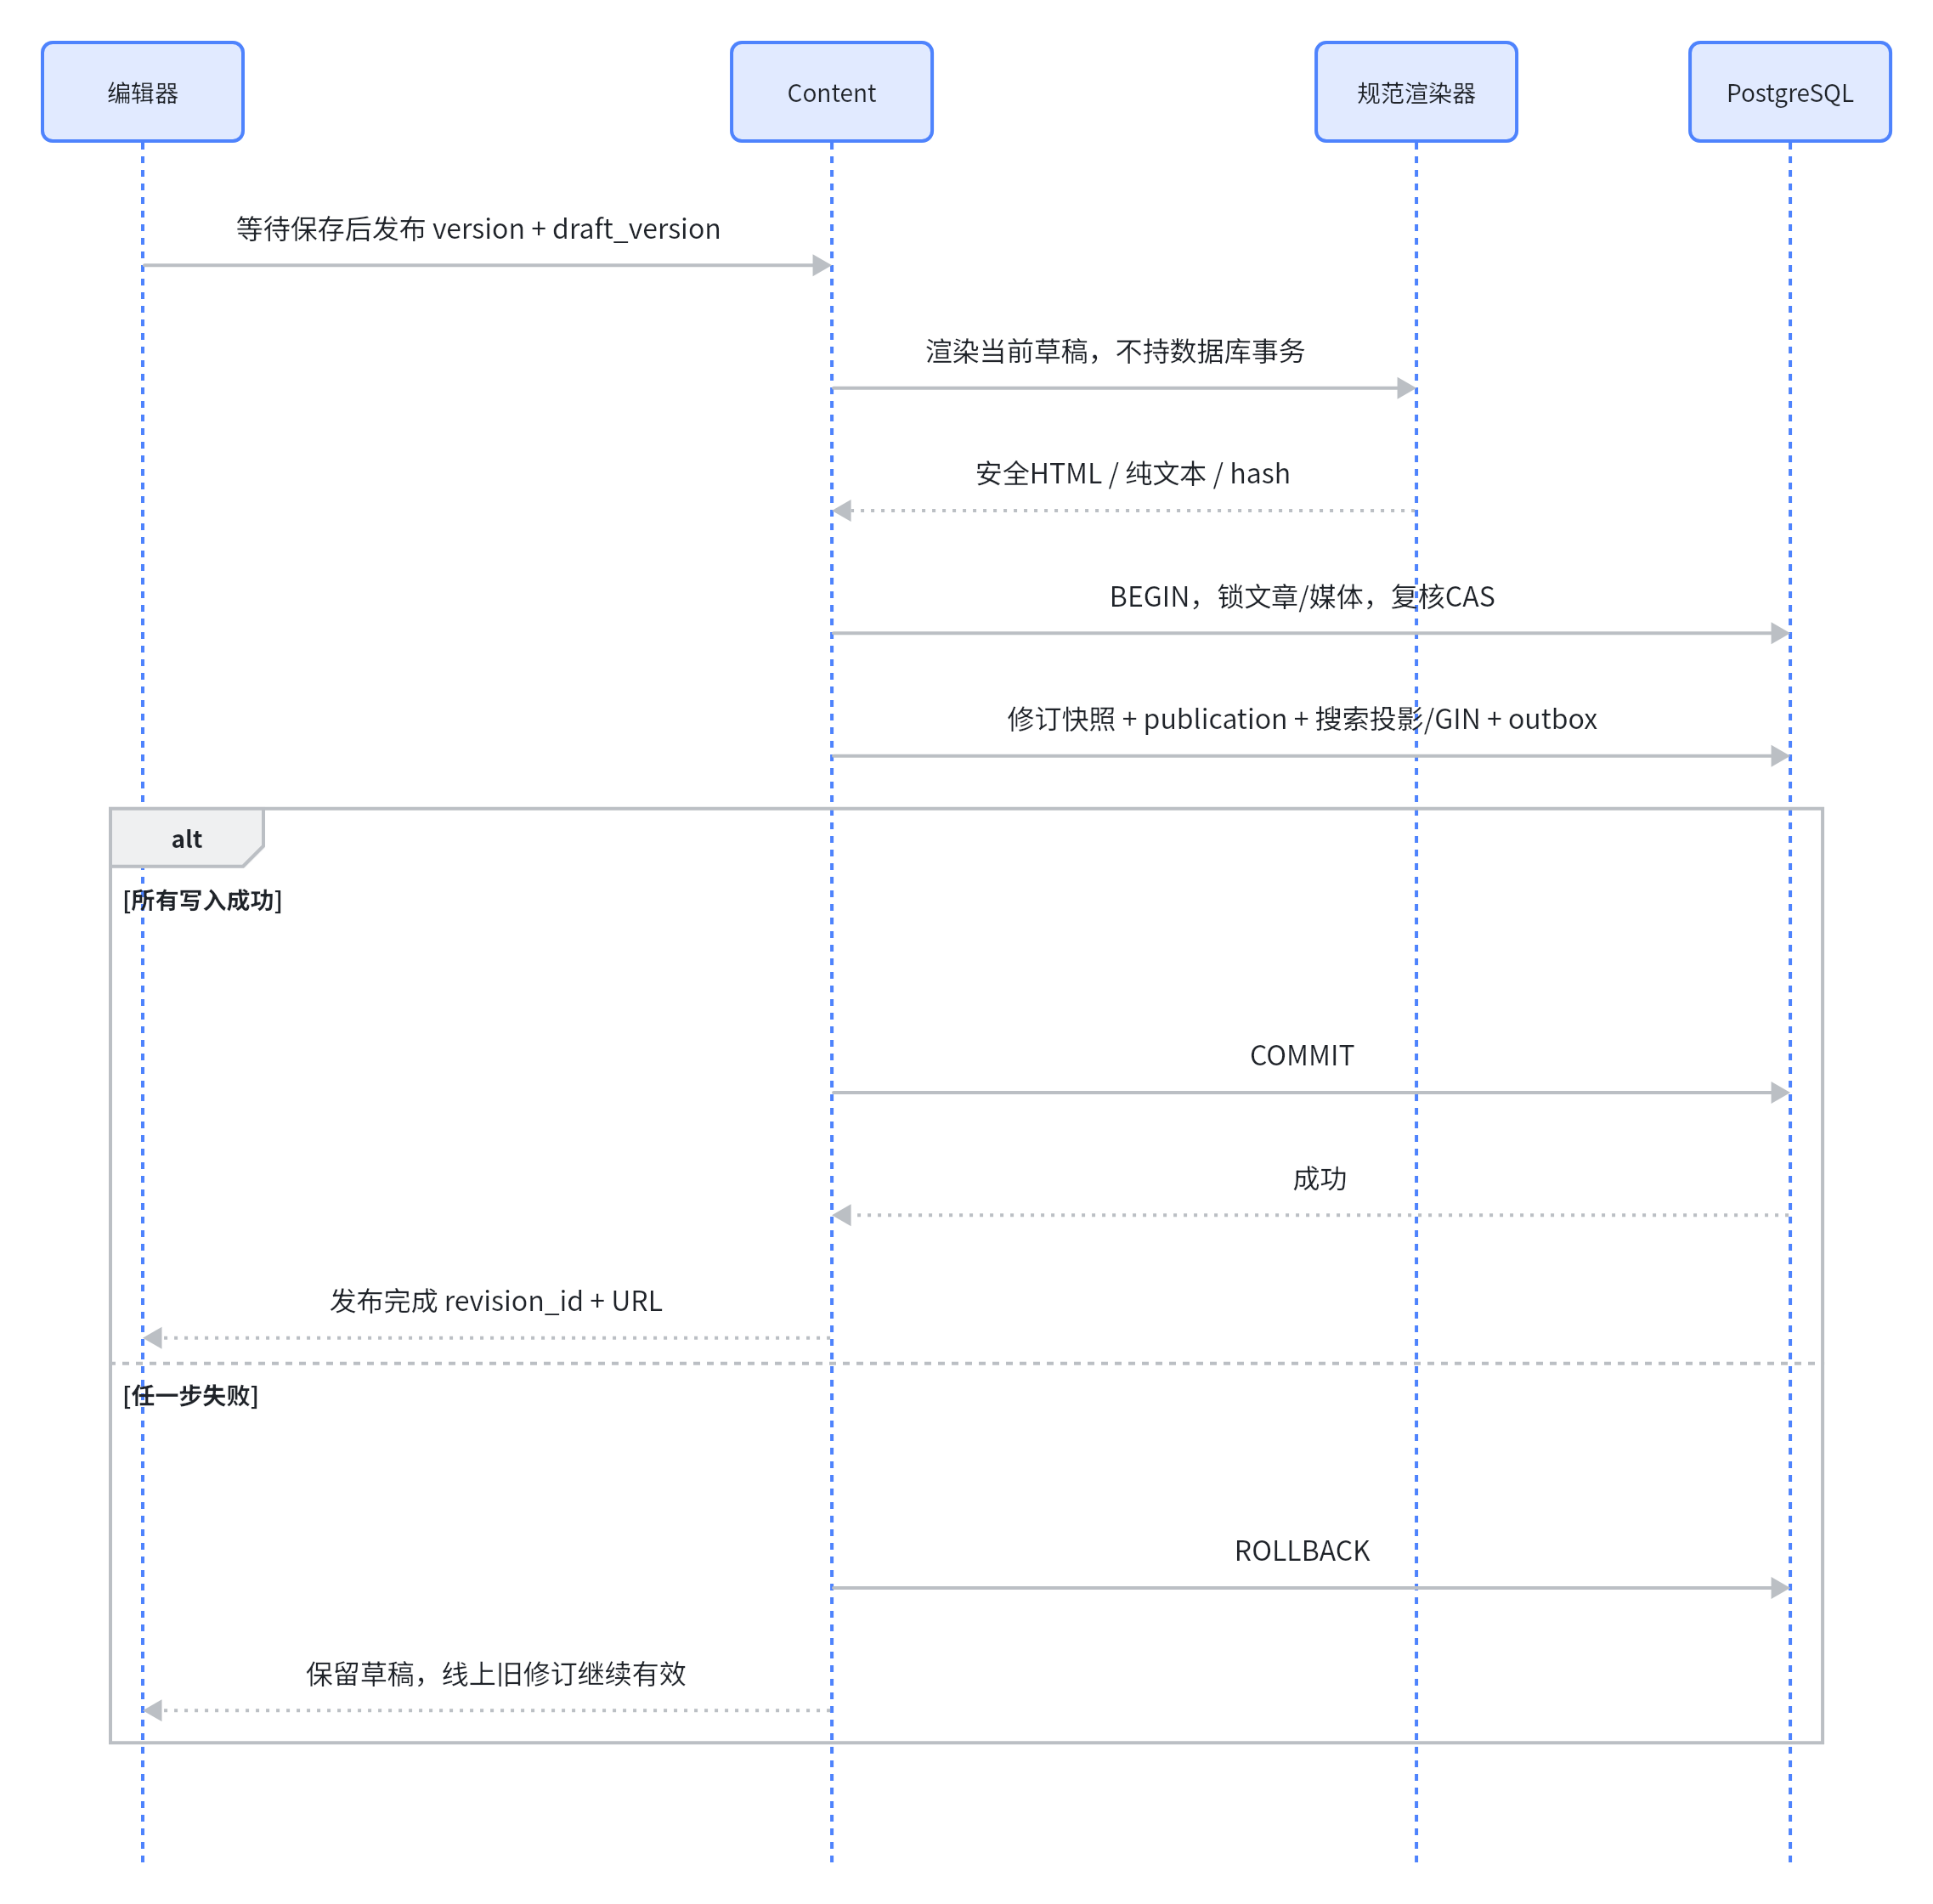 编辑器
Content
规范渲染器
PostgreSQL
等待保存后发布 version + draft_version
渲染当前草稿，不持数据库事务
安全HTML / 纯文本 / hash
BEGIN，锁文章/媒体，复核CAS
修订快照 + publication + 搜索投影/GIN + outbox
alt
[所有写入成功]
COMMIT
成功
发布完成 revision_id + URL
[任一步失败]
ROLLBACK
保留草稿，线上旧修订继续有效